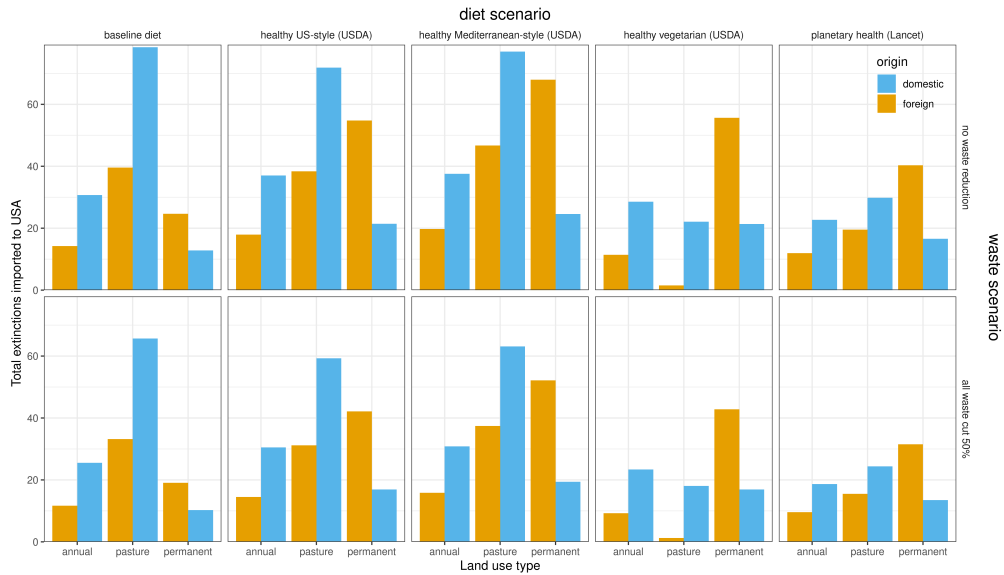 diet scenario
baseline diet
healthy US-style (USDA)
healthy Mediterranean-style (USDA)
healthy vegetarian (USDA)
planetary health (Lancet)
origin
domestic
foreign
Total extinctions imported to USA
60
40
20
0
no waste reduction
waste scenario
60
40
20
0
all waste cut 50%
annual pasture permanent
annual pasture permanent
annual pasture permanent
annual pasture permanent
annual pasture permanent
Land use type